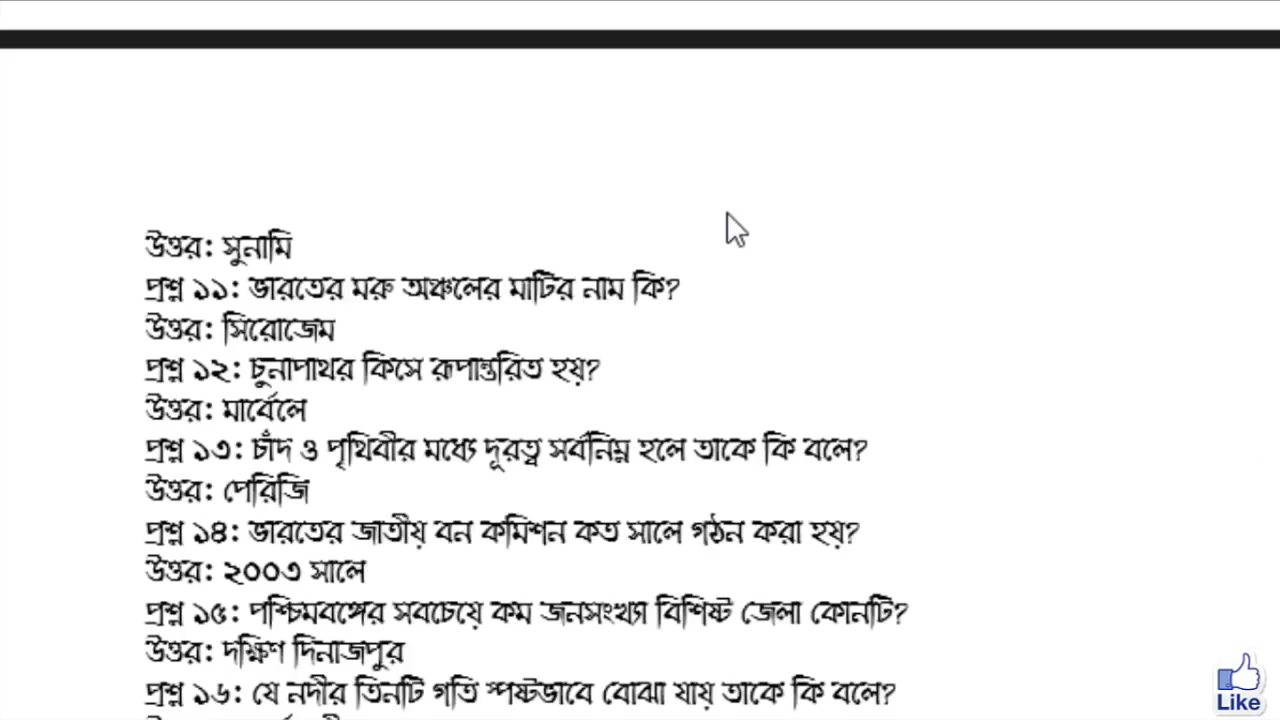 উত্তর: সুনামি
প্রশ্ন ১১: ভারতের মরু অঞ্চলের মাটির নাম কি?
উত্তর: সিরোজেম
প্রশ্ন ১২: চুনাপাথর কিসে রূপান্তরিত হয়?
উত্তর: মার্বেলে
প্রশ্ন ১৩: চাঁদ ও পৃথিবীর মধ্যে দূরত্ব সর্বনিম্ন হলে তাকে কি বলে?
উত্তর: পেরিজি
প্রশ্ন ১৪: ভারতের জাতীয় বন কমিশন কত সালে গঠন করা হয়?
উত্তর: ২০০৩ সালে
প্রশ্ন ১৫: পশ্চিমবঙ্গের সবচেয়ে কম জনসংখ্যা বিশিষ্ট জেলা কোনটি?
উত্তর: দক্ষিণ দিনাজপুর
প্রশ্ন ১৬: যে নদীর তিনটি গতি স্পষ্টভাবে বোঝা যায় তাকে কি বলে?
Like